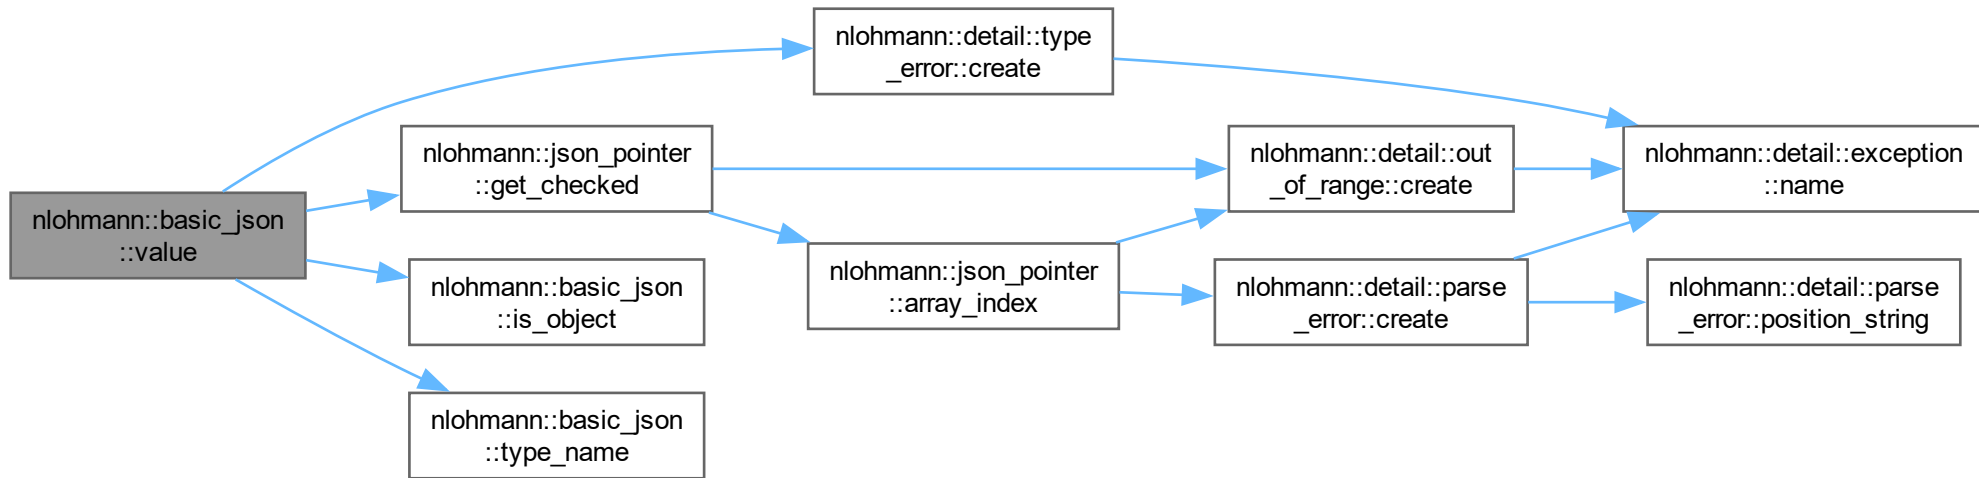 nlohmann::detail::type
_error::create
nlohmann::json_pointer
::get_checked
nlohmann::detail::out
_of_range::create
nlohmann::detail::exception
::name
nlohmann::basic_json
::value
nlohmann::json_pointer
::array_index
nlohmann::basic_json
::is_object
nlohmann::detail::parse
_error::create
nlohmann::detail::parse
_error::position_string
nlohmann::basic_json
::type_name